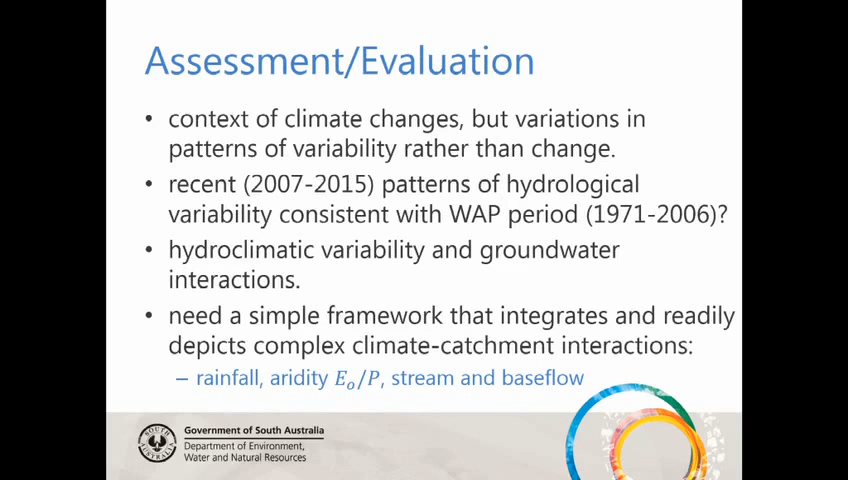 Assessment/Evaluation
• context of climate changes, but variations in
patterns of variability rather than change.
• recent (2007-2015) patterns of hydrological
variability consistent with WAP period (1971-2006)?
• hydroclimatic variability and groundwater
interactions.
• need a simple framework that integrates and readily
depicts complex climate-catchment interactions:
– rainfall, aridity Eₒ/P, stream and baseflow
SOUTH AUSTRALIA
Government of South Australia
Department of Environment,
Water and Natural Resources